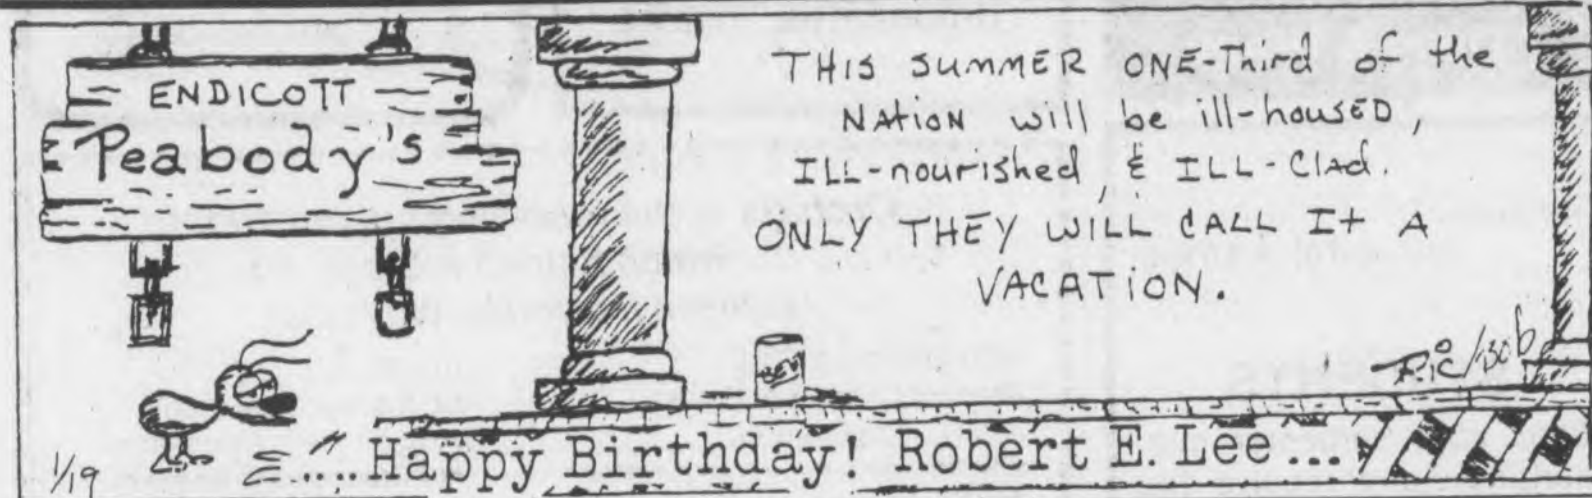 ENDICOTT
Peabody's
THIS SUMMER ONE-Third of the
NATION will be ill-housed,
ILL-nourished, & ILL-Clad.
ONLY THEY WILL CALL It A
VACATION.
1/19
..... Happy Birthday! Robert E. Lee ...